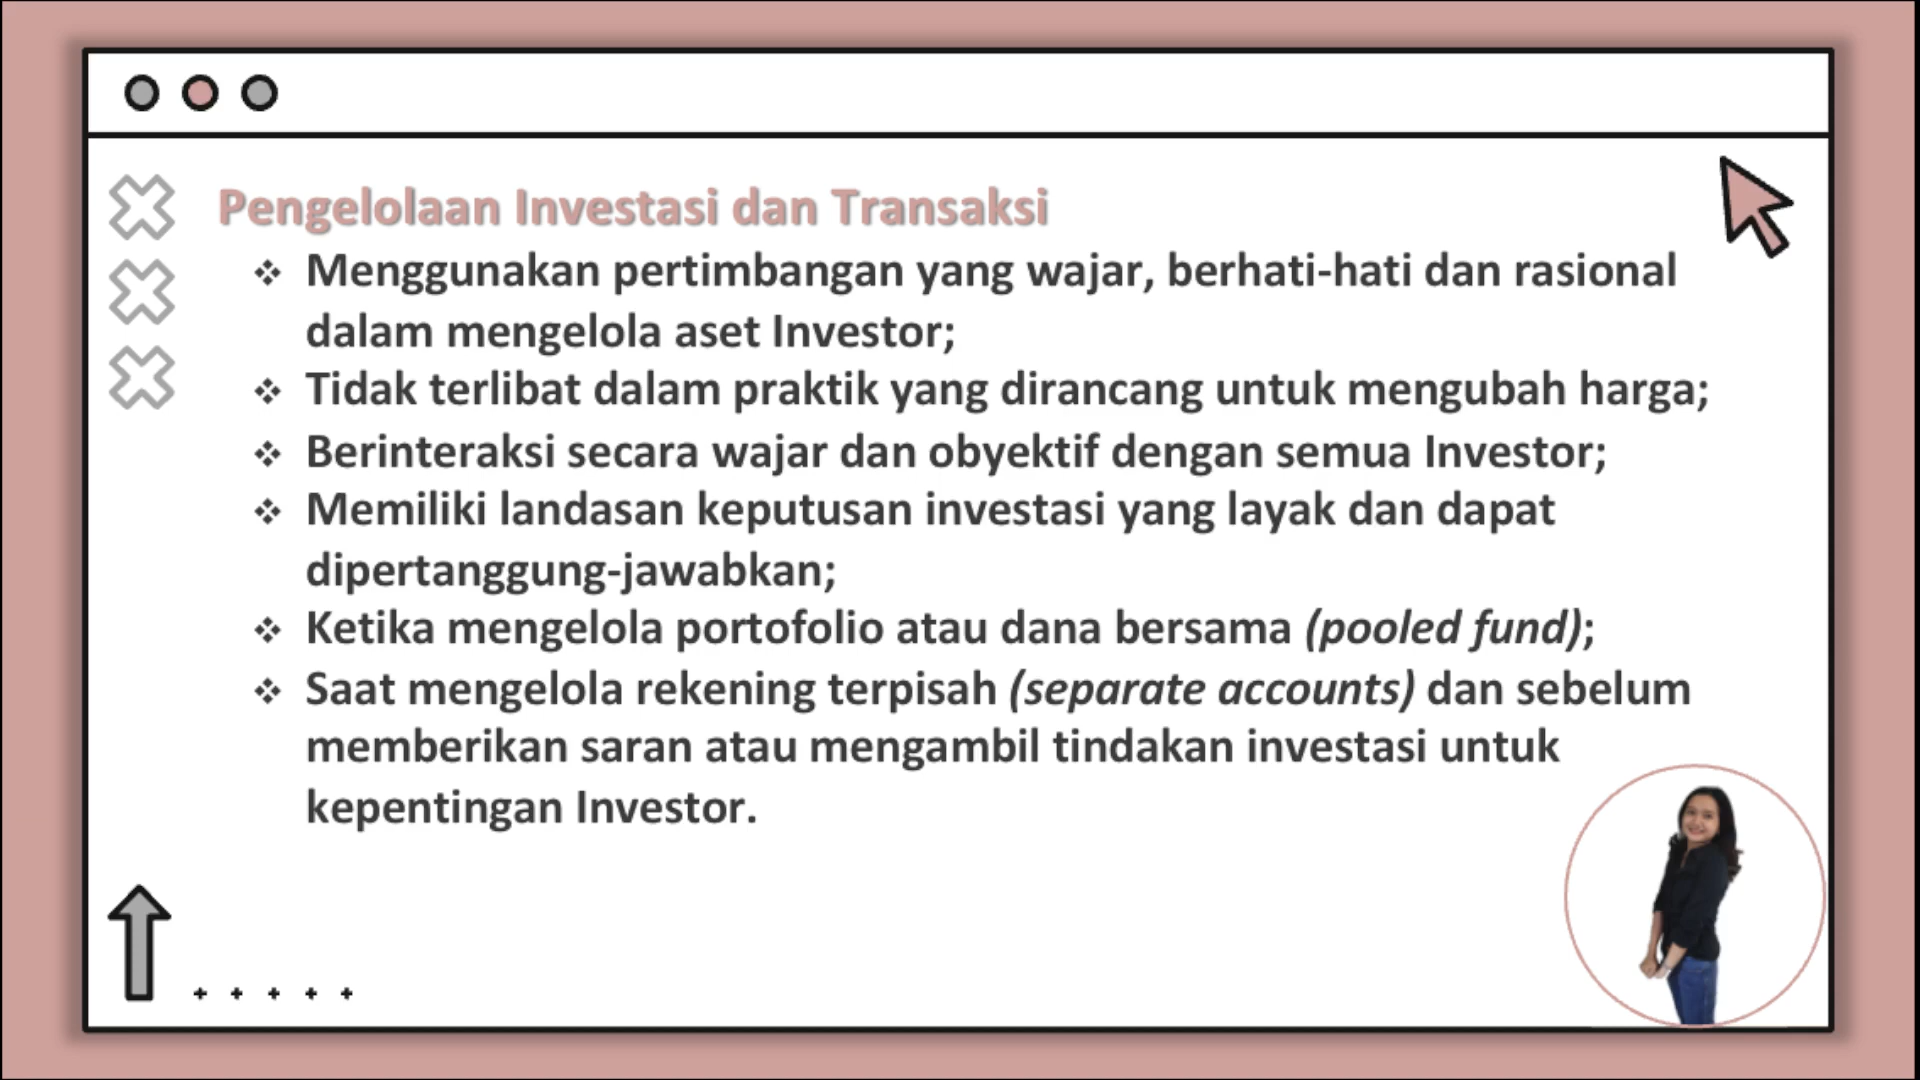 Pengelolaan Investasi dan Transaksi
❖ Menggunakan pertimbangan yang wajar, berhati-hati dan rasional
dalam mengelola aset Investor;
❖ Tidak terlibat dalam praktik yang dirancang untuk mengubah harga;
❖ Berinteraksi secara wajar dan obyektif dengan semua Investor;
❖ Memiliki landasan keputusan investasi yang layak dan dapat
dipertanggung-jawabkan;
❖ Ketika mengelola portofolio atau dana bersama (pooled fund);
❖ Saat mengelola rekening terpisah (separate accounts) dan sebelum
memberikan saran atau mengambil tindakan investasi untuk
kepentingan Investor.